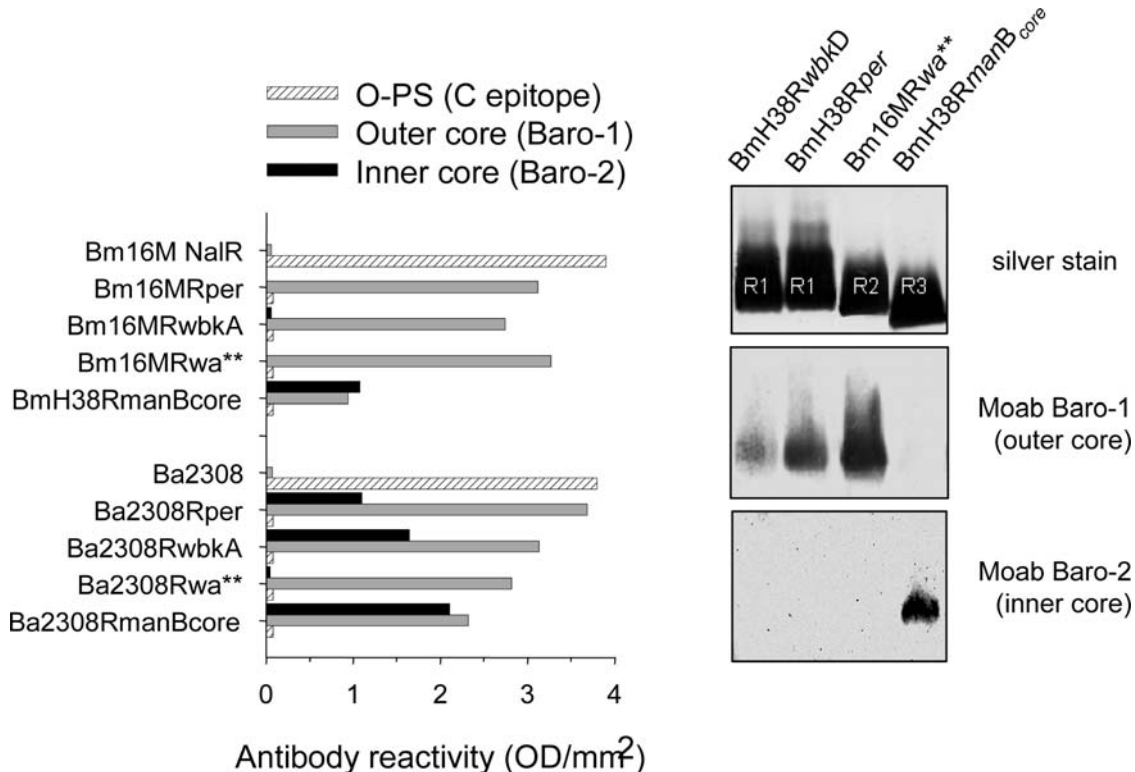 O-PS (C epitope)
Outer core (Baro-1)
Inner core (Baro-2)
Bm16M NalR
Bm16MRper
Bm16MRwbkA
Bm16MRwa**
BmH38RmanBcore
Ba2308
Ba2308Rper
Ba2308RwbkA
Ba2308Rwa**
Ba2308RmanBcore
0 1 2 3 4
Antibody reactivity (OD/mm2)
BmH38RwbkD
BmH38Rper
Bm16MRwa**
BmH38RmanBcore
R1 R1 R2 R3
silver stain
Moab Baro-1
(outer core)
Moab Baro-2
(inner core)